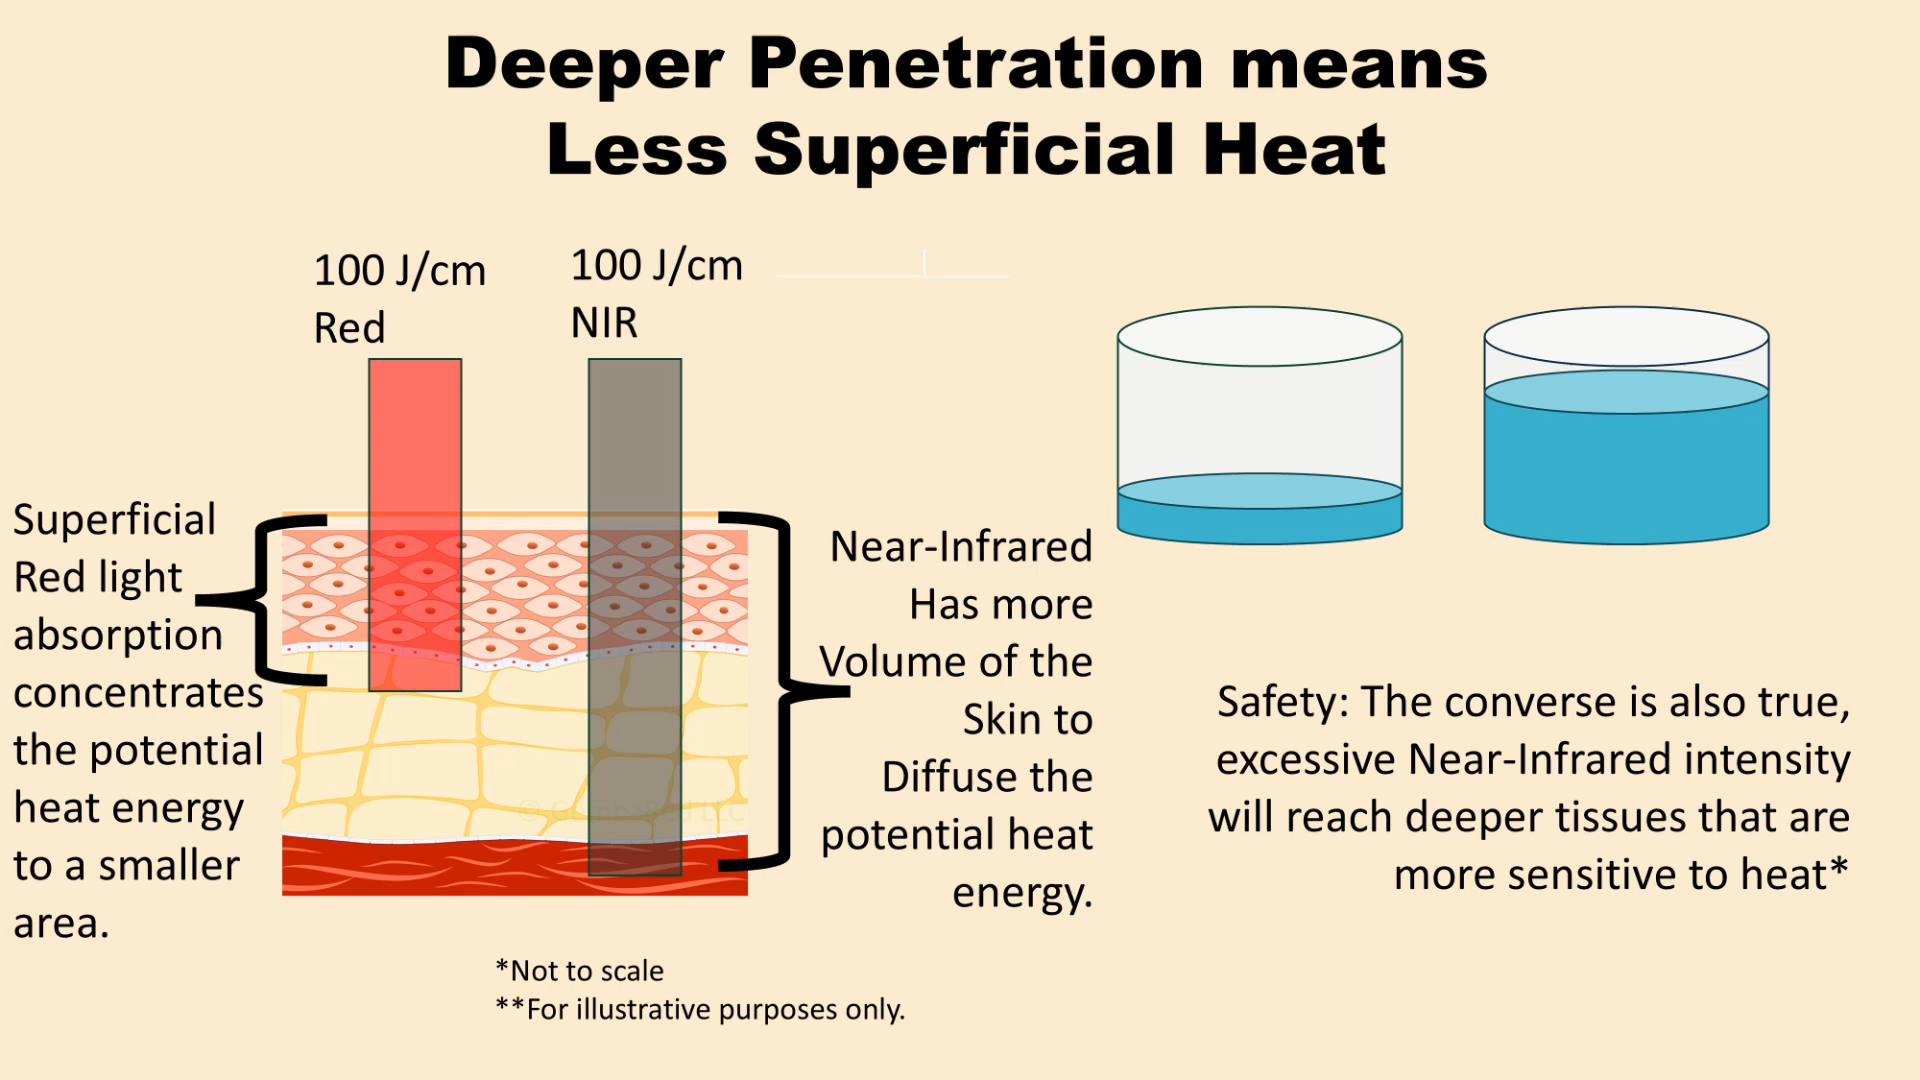 Deeper Penetration means
Less Superficial Heat
100 J/cm
Red
100 J/cm
NIR
Superficial
Red light
absorption
concentrates
the potential
heat energy
to a smaller
area.
Near-Infrared
Has more
Volume of the
Skin to
Diffuse the
potential heat
energy.
Safety: The converse is also true,
excessive Near-Infrared intensity
will reach deeper tissues that are
more sensitive to heat*
© GembaRed LLC
*Not to scale
**For illustrative purposes only.